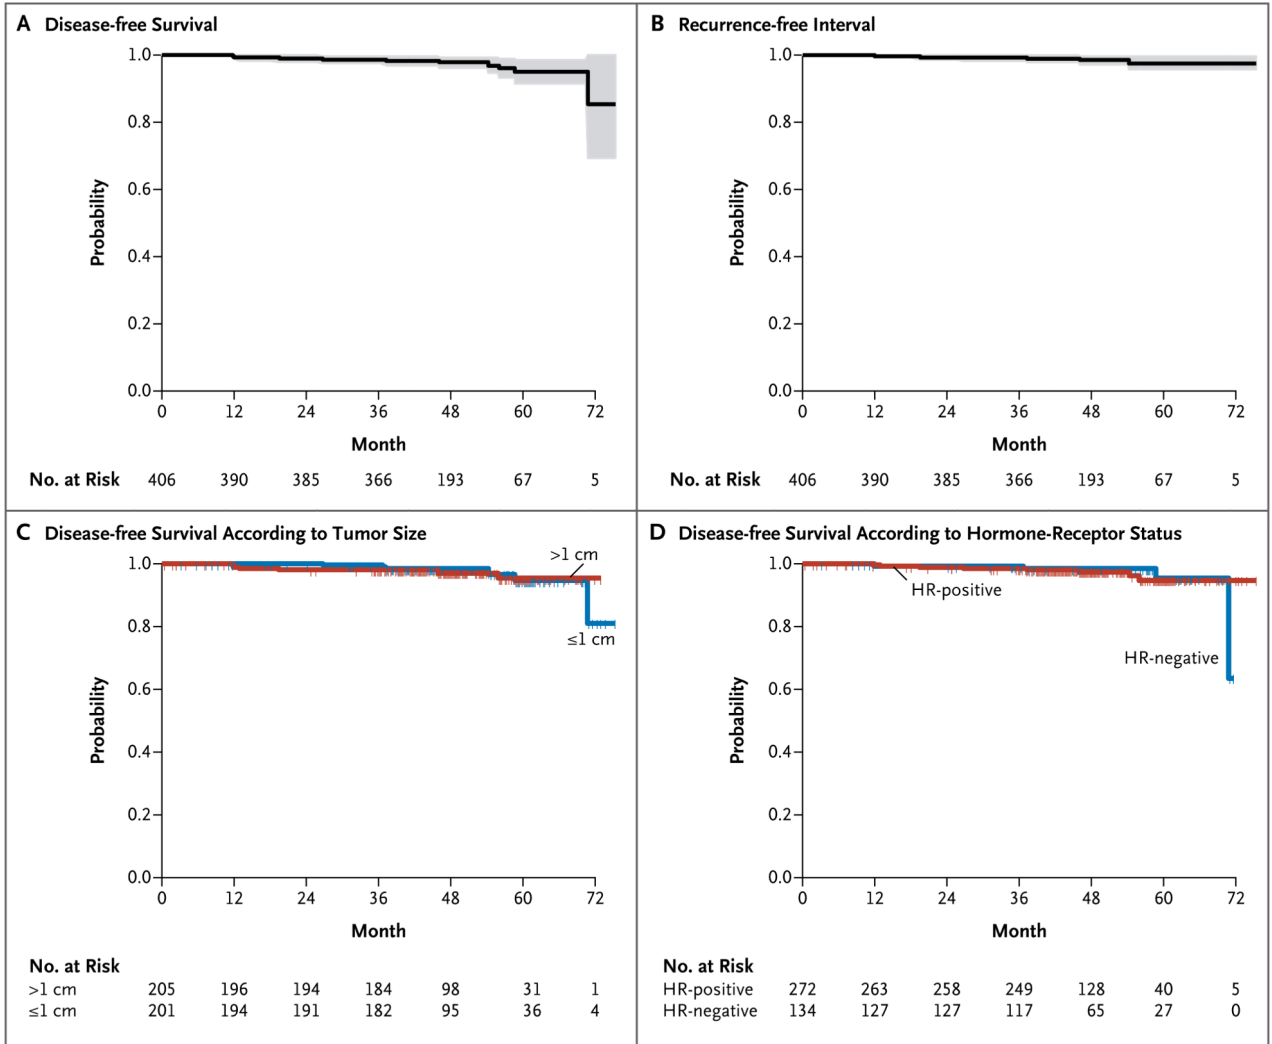 A Disease-free Survival
1.0
0.8
0.6
0.4
0.2
0.0
Probability
0 12 24 36 48 60 72
Month
No. at Risk 406 390 385 366 193 67 5
B Recurrence-free Interval
1.0
0.8
0.6
0.4
0.2
0.0
Probability
0 12 24 36 48 60 72
Month
No. at Risk 406 390 385 366 193 67 5
C Disease-free Survival According to Tumor Size
>1 cm
≤1 cm
1.0
0.8
0.6
0.4
0.2
0.0
Probability
0 12 24 36 48 60 72
Month
No. at Risk
>1 cm 205 196 194 184 98 31 1
≤1 cm 201 194 191 182 95 36 4
D Disease-free Survival According to Hormone-Receptor Status
HR-positive
HR-negative
1.0
0.8
0.6
0.4
0.2
0.0
Probability
0 12 24 36 48 60 72
Month
No. at Risk
HR-positive 272 263 258 249 128 40 5
HR-negative 134 127 127 117 65 27 0